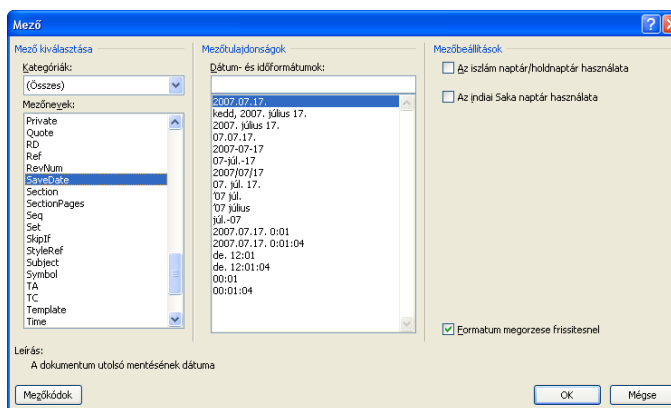 Mező
Mező kiválasztása
Kategóriák:
(Összes)
Mezőnevek:
Private
Quote
RD
Ref
RevNum
SaveDate
Section
SectionPages
Seq
Set
SkipIf
StyleRef
Subject
Symbol
TA
TC
Template
Time
Mezőtulajdonságok
Dátum- és időformátumok:
2007.07.17.
kedd, 2007. július 17.
2007. július 17.
07.07.17.
2007-07-17
07-júl.-17
2007/07/17
07. júl. 17.
'07 júl.
'07 július
júl.-07
2007.07.17. 0:01
2007.07.17. 0:01:04
de. 12:01
de. 12:01:04
00:01
00:01:04
Mezőbeállítások
Az iszlám naptár/holdnaptár használata
Az indiai Saka naptár használata
Formatum megorzese frissitesnel
Leírás:
A dokumentum utolsó mentésének dátuma
Mezőkódok
OK
Mégse